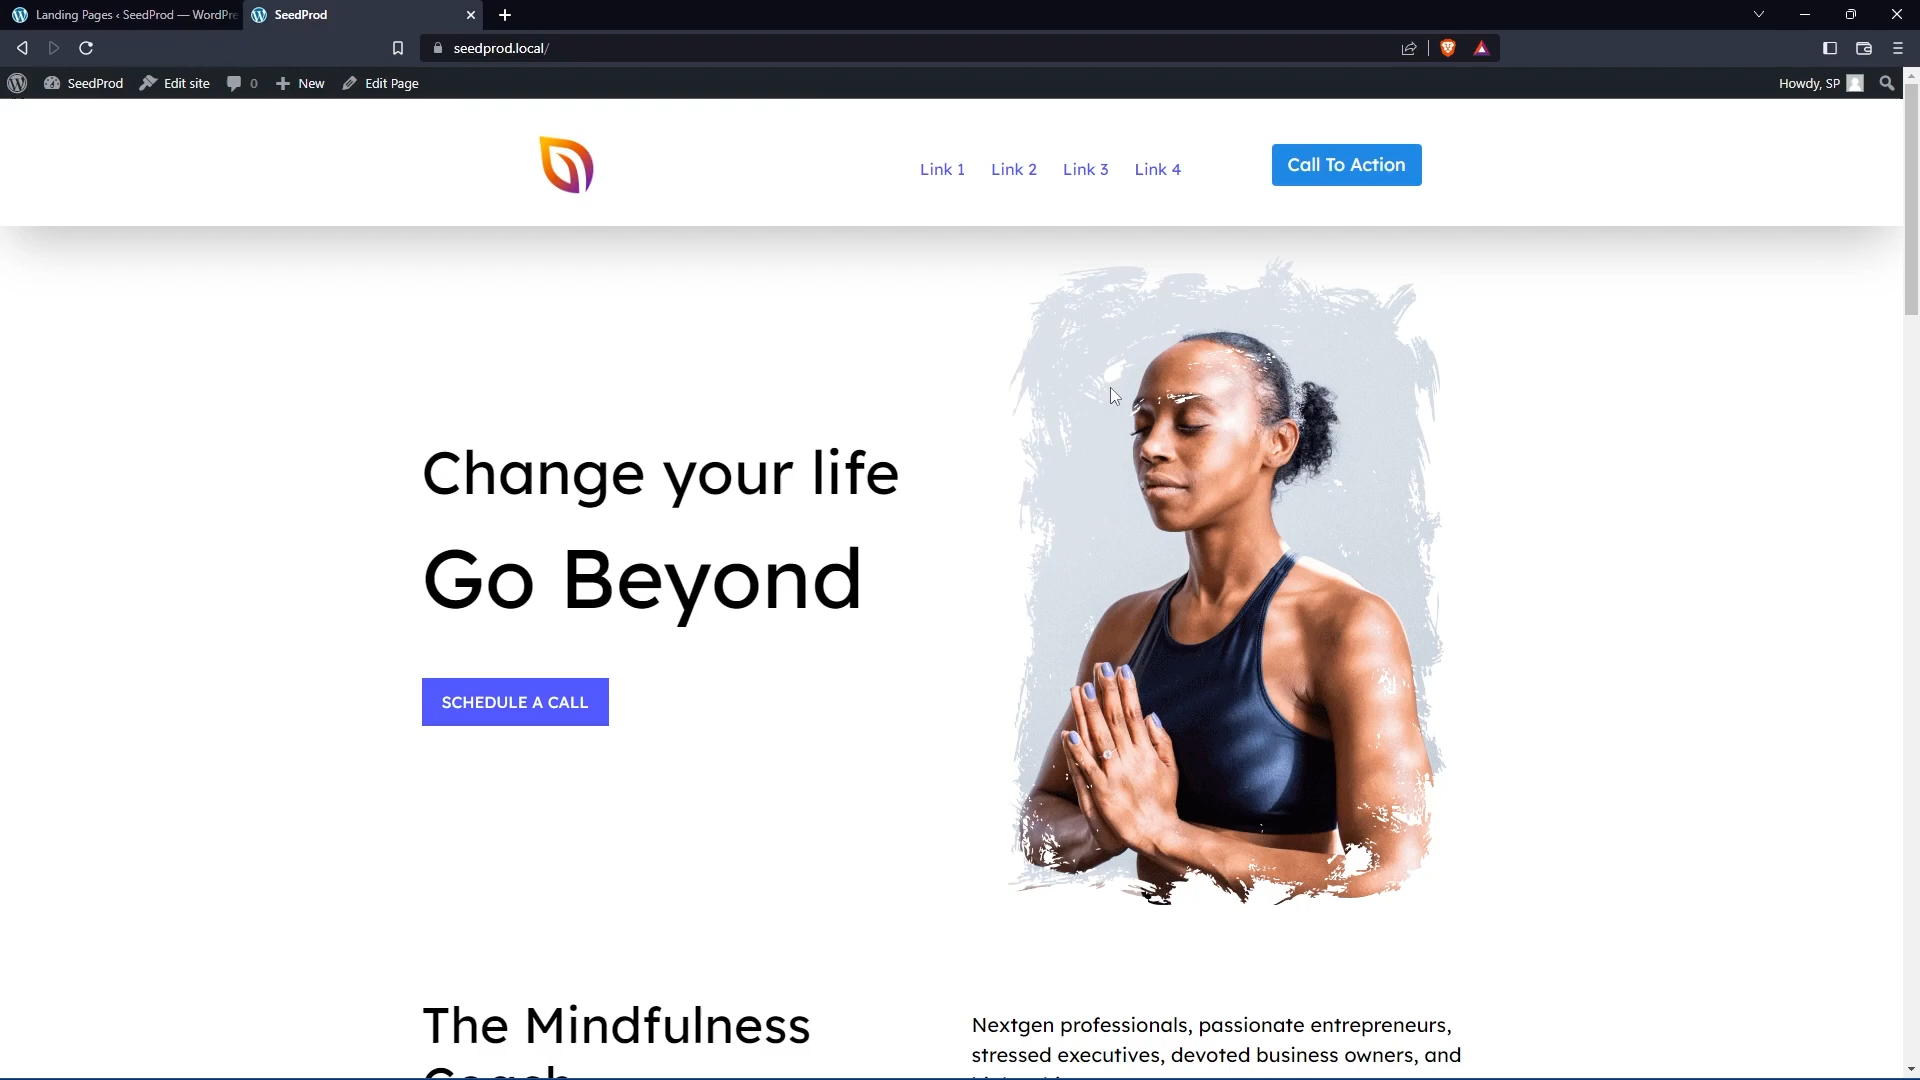 Landing Pages ‹ SeedProd — WordPre
SeedProd
seedprod.local/
SeedProd
Edit site
0
New
Edit Page
Howdy, SP
Link 1
Link 2
Link 3
Link 4
Call To Action
Change your life
Go Beyond
SCHEDULE A CALL
The Mindfulness
Coach
Nextgen professionals, passionate entrepreneurs,
stressed executives, devoted business owners, and